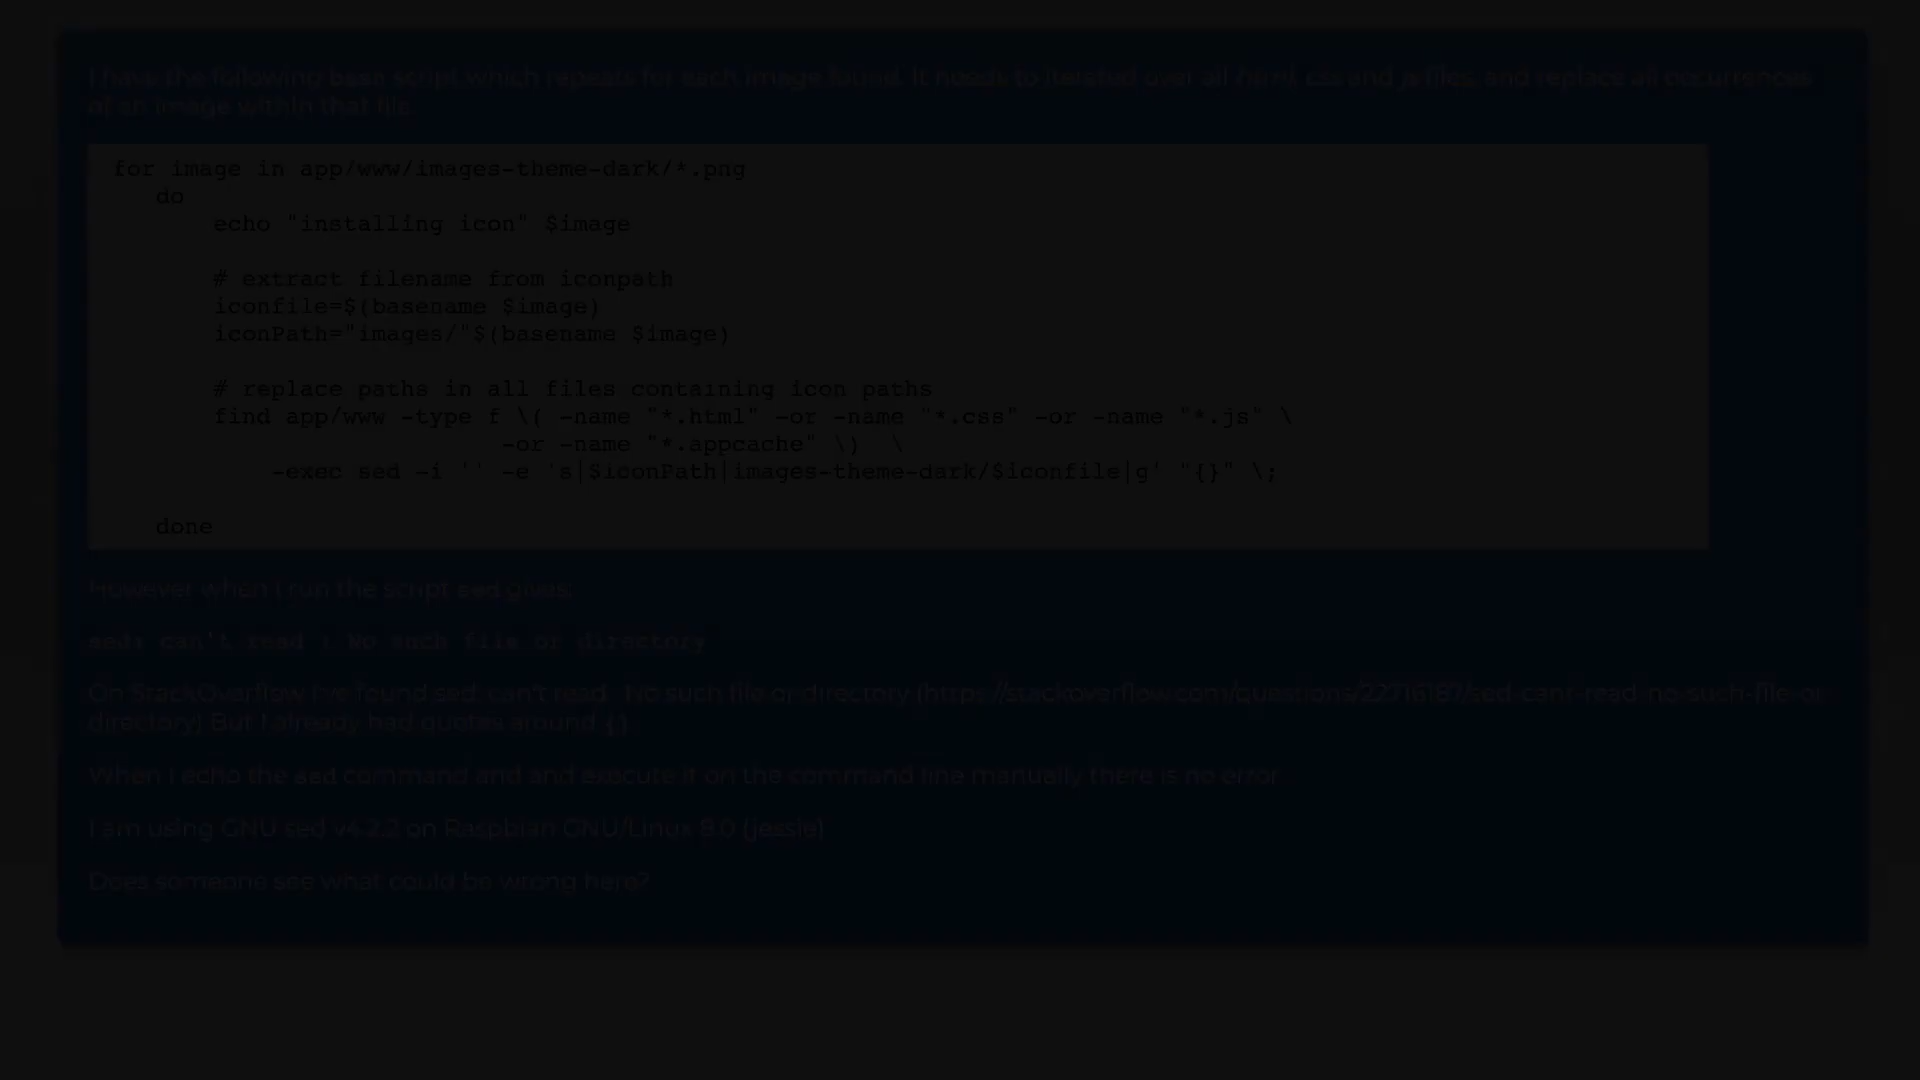 I have the following bash script which repeats for each image found. It needs to iterated over all html, css and js files, and replace all occurrences
of an image within that file.
for image in app/www/images-theme-dark/*.png
do
echo "installing icon" $image
# extract filename from iconpath
iconfile=$(basename $image)
iconPath="images/"$(basename $image)
# replace paths in all files containing icon paths
find app/www -type f \( -name "*.html" -or -name "*.css" -or -name "*.js" \
-or -name "*.appcache" \)  \
-exec sed -i '' -e 's|$iconPath|images-theme-dark/$iconfile|g' "{}" \;
done
However when I run the script sed gives:
sed: can't read : No such file or directory
On StackOverflow I've found sed: can't read : No such file or directory (https://stackoverflow.com/questions/22716187/sed-cant-read-no-such-file-or-
directory) But I already had quotes around {}
When I echo the sed command and and execute it on the command line manually there is no error.
I am using GNU sed v4.2.2 on Raspbian GNU/Linux 8.0 (jessie)
Does someone see what could be wrong here?